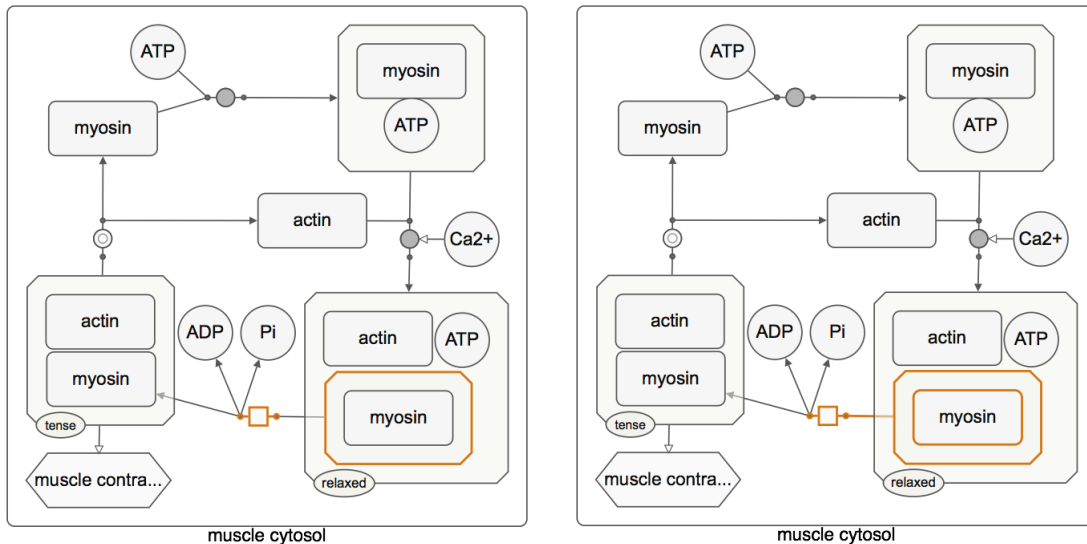 ATP
myosin
myosin
ATP
actin
Ca2+
actin
myosin
tense
muscle contra...
ADP
Pi
actin
ATP
myosin
relaxed
muscle cytosol
ATP
myosin
myosin
ATP
actin
Ca2+
actin
myosin
tense
muscle contra...
ADP
Pi
actin
ATP
myosin
relaxed
muscle cytosol